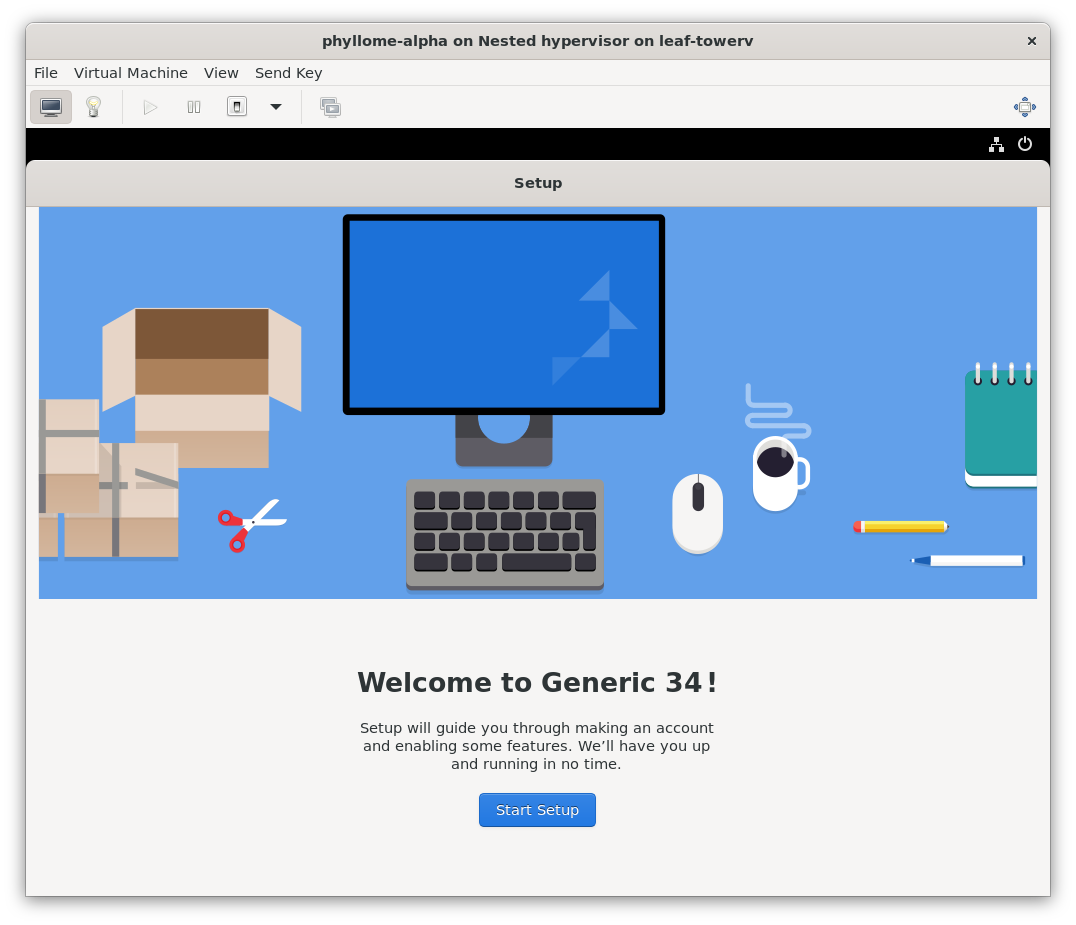 phyllome-alpha on Nested hypervisor on leaf-towerv
File Virtual Machine View Send Key
Setup
Welcome to Generic 34!
Setup will guide you through making an account
and enabling some features. We’ll have you up
and running in no time.
Start Setup